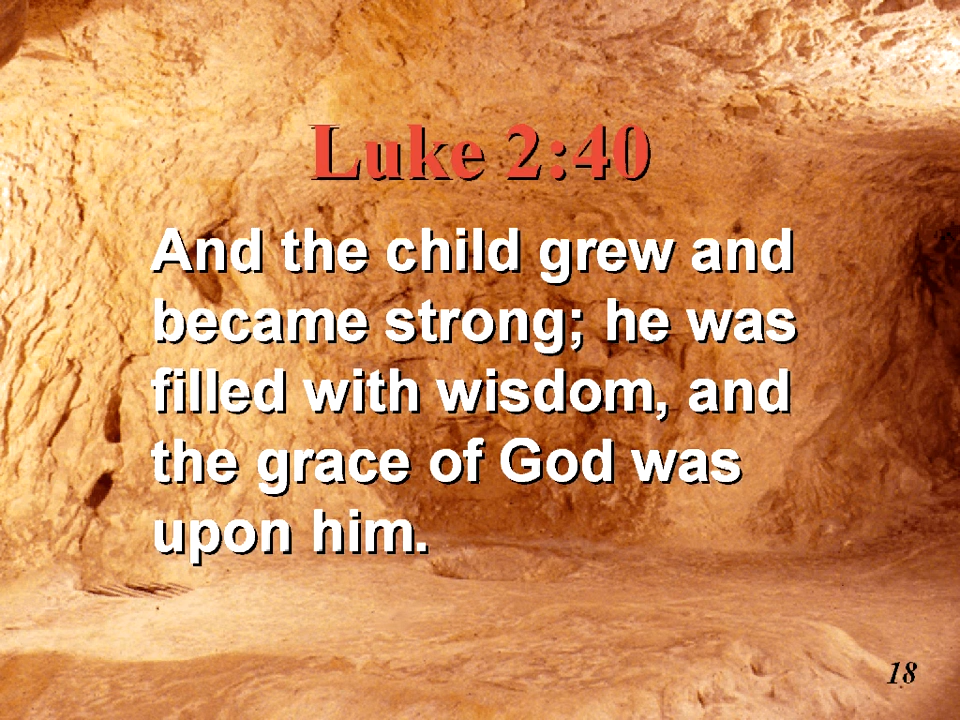 Luke 2:40
And the child grew and
became strong; he was
filled with wisdom, and
the grace of God was
upon him.
18